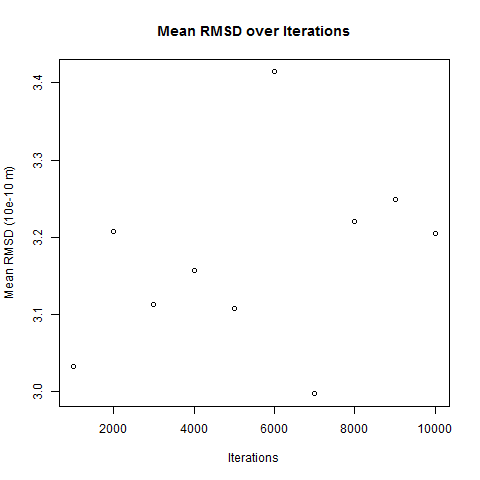 Mean RMSD over Iterations
Mean RMSD (10e-10 m)
3.4
3.3
3.2
3.1
3.0
2000 4000 6000 8000 10000
Iterations